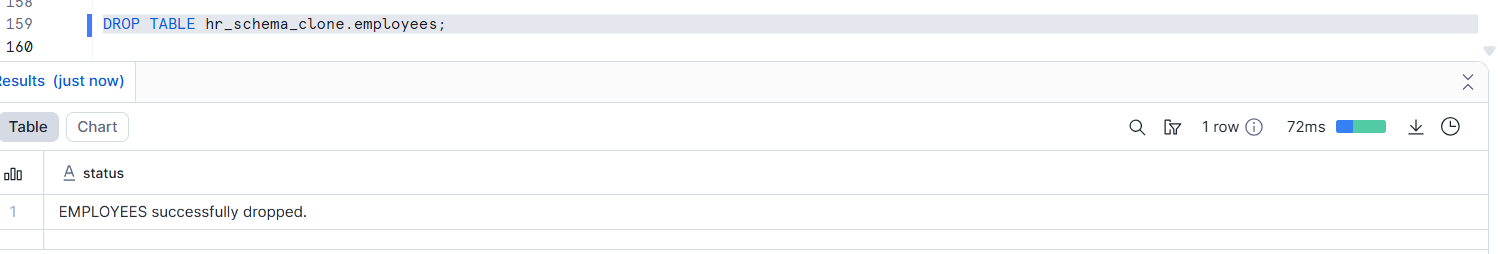 158
159 DROP TABLE hr_schema_clone.employees;
160
Results (just now)
Table Chart 1 row 72ms
A status
1 EMPLOYEES successfully dropped.